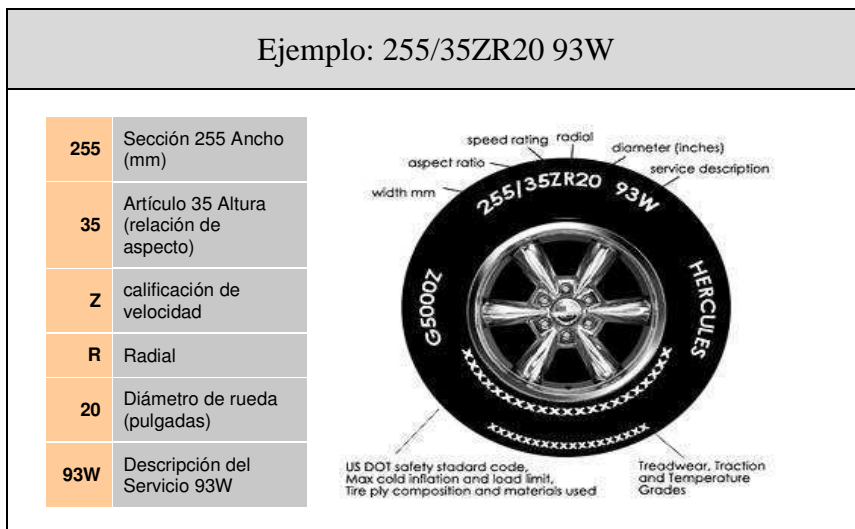 Ejemplo: 255/35ZR20 93W
255
Sección 255 Ancho
(mm)
35
Artículo 35 Altura
(relación de
aspecto)
Z
calificación de
velocidad
R
Radial
20
Diámetro de rueda
(pulgadas)
93W
Descripción del
Servicio 93W
speed rating
radial
aspect ratio
diameter (inches)
width mm
service description
255/35ZR20 93W
G5000Z
HERCULES
xxxxxxxxxxxxxxxxxxxxxxxxx
xxxxxxxxxxxxxxxxxxx
US DOT safety stadard code,
Max cold inflation and load limit,
Tire ply composition and materials used
Treadwear, Traction
and Temperature
Grades